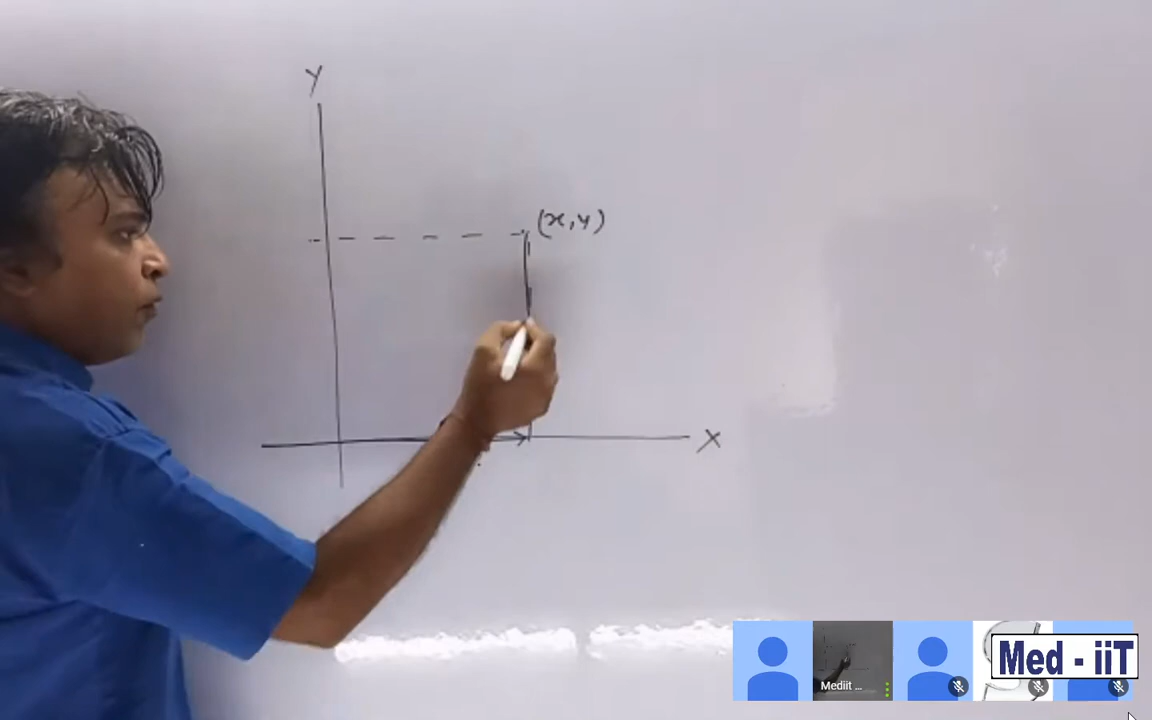 Y
(x,y)
X
Mediit ...
Med - iiT